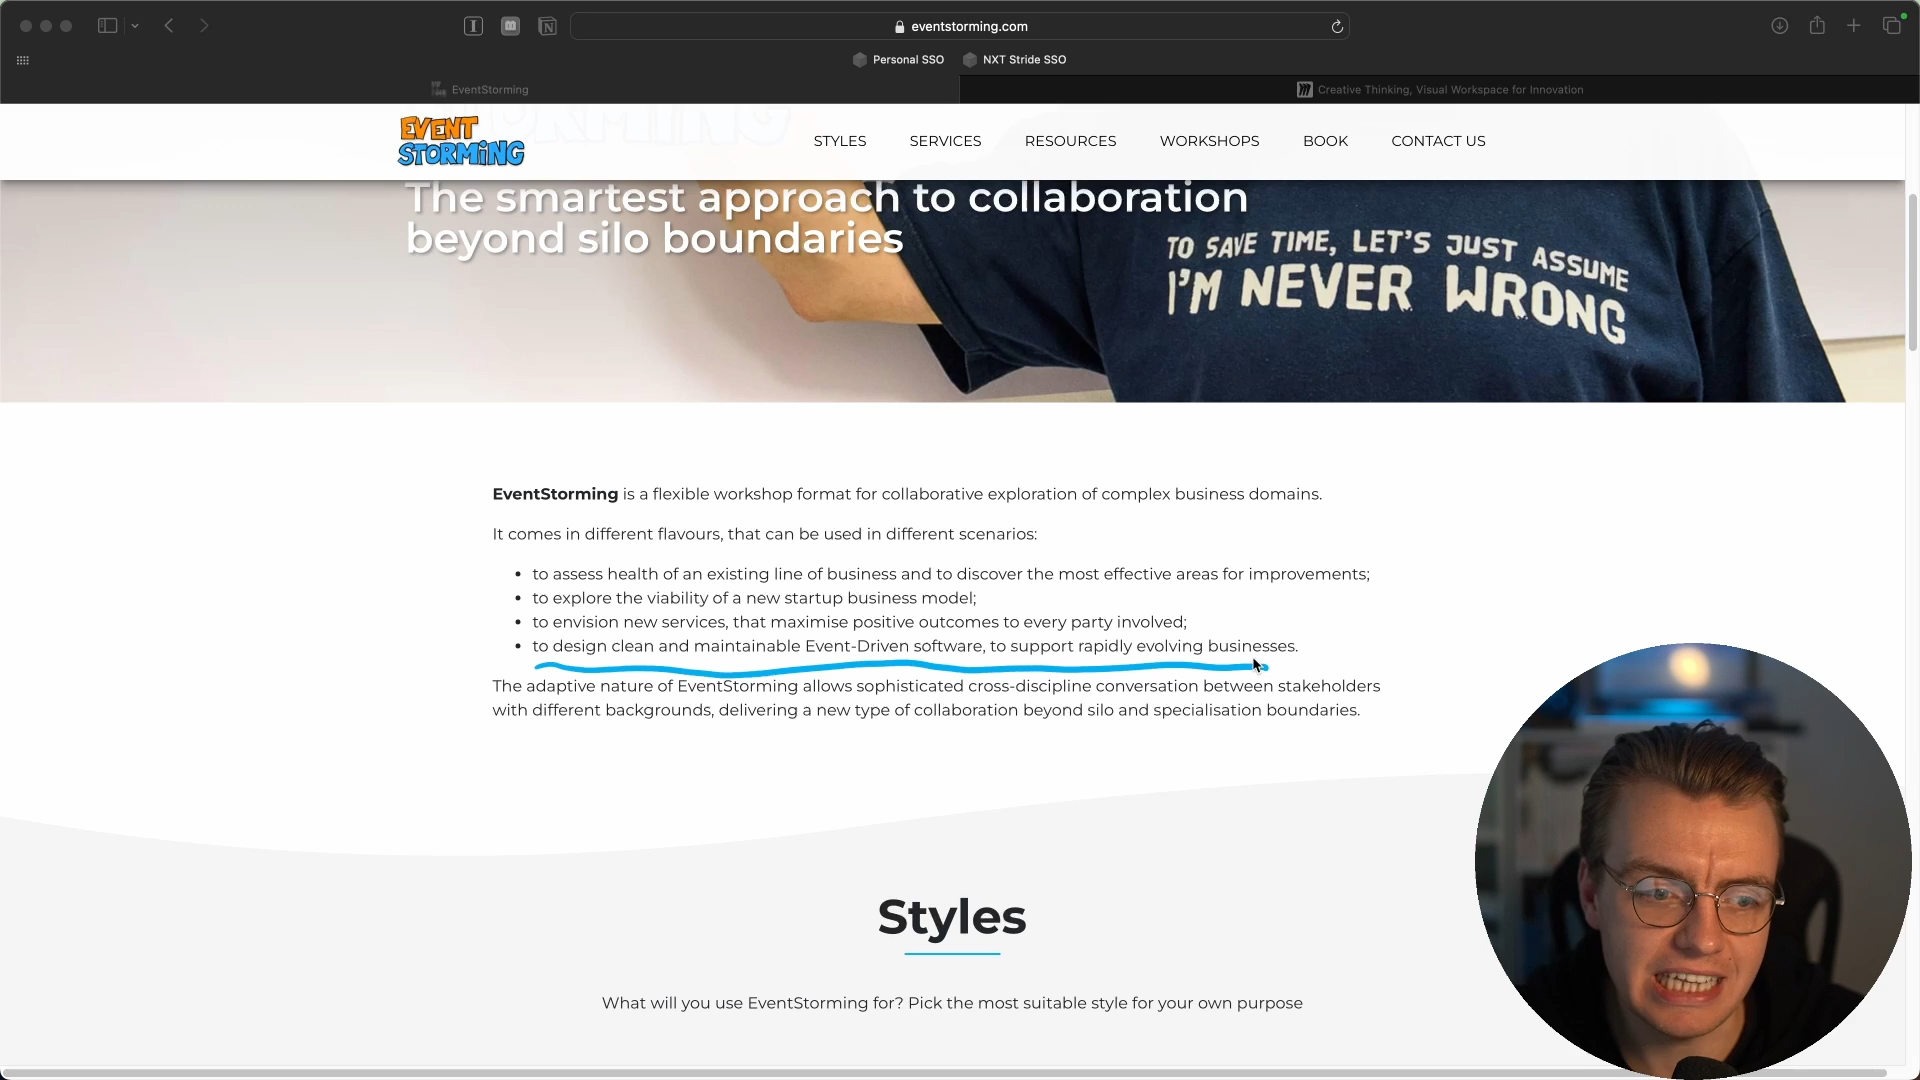 eventstorming.com
Personal SSO
NXT Stride SSO
EventStorming
Creative Thinking, Visual Workspace for Innovation
EVENT
STORMING
STYLES
SERVICES
RESOURCES
WORKSHOPS
BOOK
CONTACT US
The smartest approach to collaboration
beyond silo boundaries
TO SAVE TIME, LET'S JUST ASSUME
I'M NEVER WRONG
EventStorming is a flexible workshop format for collaborative exploration of complex business domains.
It comes in different flavours, that can be used in different scenarios:
• to assess health of an existing line of business and to discover the most effective areas for improvements;
• to explore the viability of a new startup business model;
• to envision new services, that maximise positive outcomes to every party involved;
• to design clean and maintainable Event-Driven software, to support rapidly evolving businesses.
The adaptive nature of EventStorming allows sophisticated cross-discipline conversation between stakeholders
with different backgrounds, delivering a new type of collaboration beyond silo and specialisation boundaries.
Styles
What will you use EventStorming for? Pick the most suitable style for your own purpose